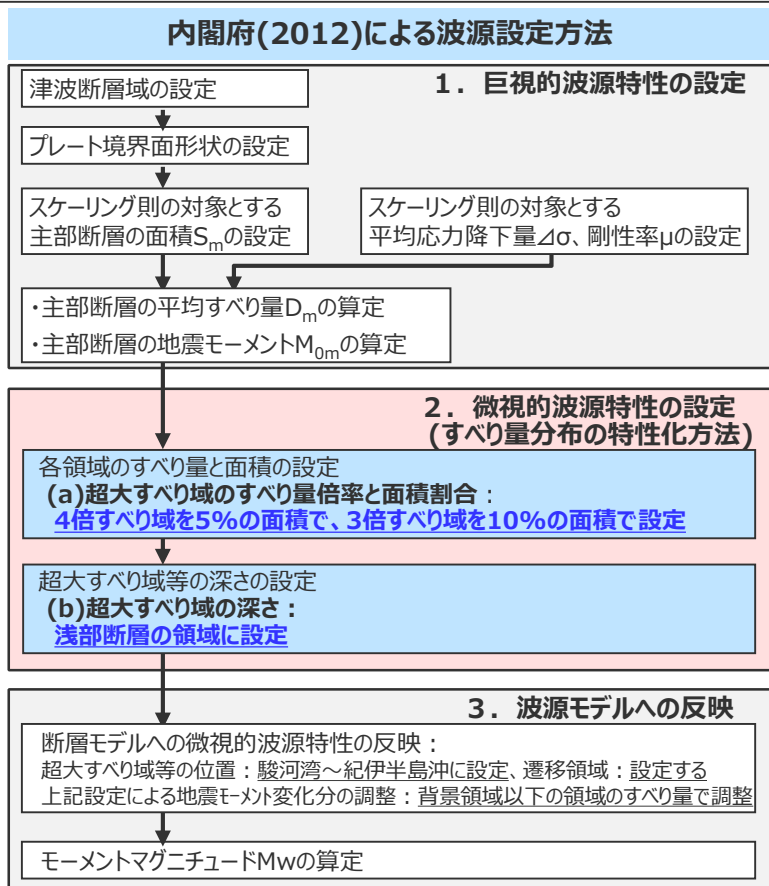 内閣府(2012)による波源設定方法
1．巨視的波源特性の設定
津波断層域の設定
プレート境界面形状の設定
スケーリング則の対象とする
主部断層の面積Smの設定
スケーリング則の対象とする
平均応力降下量⊿σ、剛性率μの設定
・主部断層の平均すべり量Dmの算定
・主部断層の地震モーメントM0mの算定
2．微視的波源特性の設定
(すべり量分布の特性化方法)
各領域のすべり量と面積の設定
(a)超大すべり域のすべり量倍率と面積割合：
4倍すべり域を5%の面積で、3倍すべり域を10%の面積で設定
超大すべり域等の深さの設定
(b)超大すべり域の深さ：
浅部断層の領域に設定
3．波源モデルへの反映
断層モデルへの微視的波源特性の反映：
超大すべり域等の位置：駿河湾～紀伊半島沖に設定、遷移領域：設定する
上記設定による地震ﾓｰﾒﾝﾄ変化分の調整：背景領域以下の領域のすべり量で調整
モーメントマグニチュードMwの算定